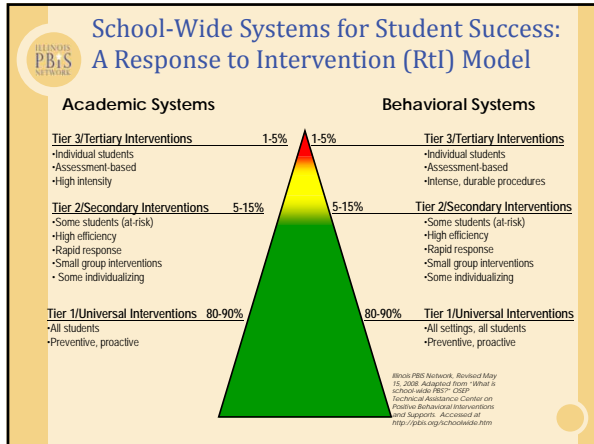 ILLINOIS
PBIS
NETWORK
School-Wide Systems for Student Success:
A Response to Intervention (RtI) Model
Academic Systems
Behavioral Systems
Tier 3/Tertiary Interventions 1-5%
•Individual students
•Assessment-based
•High intensity
1-5% Tier 3/Tertiary Interventions
•Individual students
•Assessment-based
•Intense, durable procedures
Tier 2/Secondary Interventions 5-15%
•Some students (at-risk)
•High efficiency
•Rapid response
•Small group interventions
• Some individualizing
5-15% Tier 2/Secondary Interventions
•Some students (at-risk)
•High efficiency
•Rapid response
•Small group interventions
•Some individualizing
Tier 1/Universal Interventions 80-90%
•All students
•Preventive, proactive
80-90% Tier 1/Universal Interventions
•All settings, all students
•Preventive, proactive
Illinois PBIS Network, Revised May
15, 2008. Adapted from "What is
school-wide PBS?" OSEP
Technical Assistance Center on
Positive Behavioral Interventions
and Supports. Accessed at
http://pbis.org/schoolwide.htm